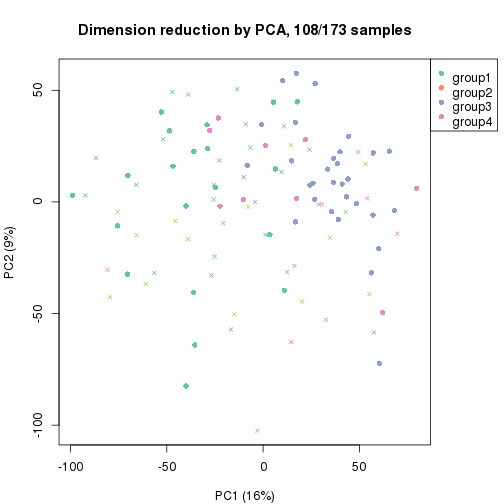 Dimension reduction by PCA, 108/173 samples
group1
group2
group3
group4
50
0
-50
-100
PC2 (9%)
-100
-50
0
50
PC1 (16%)